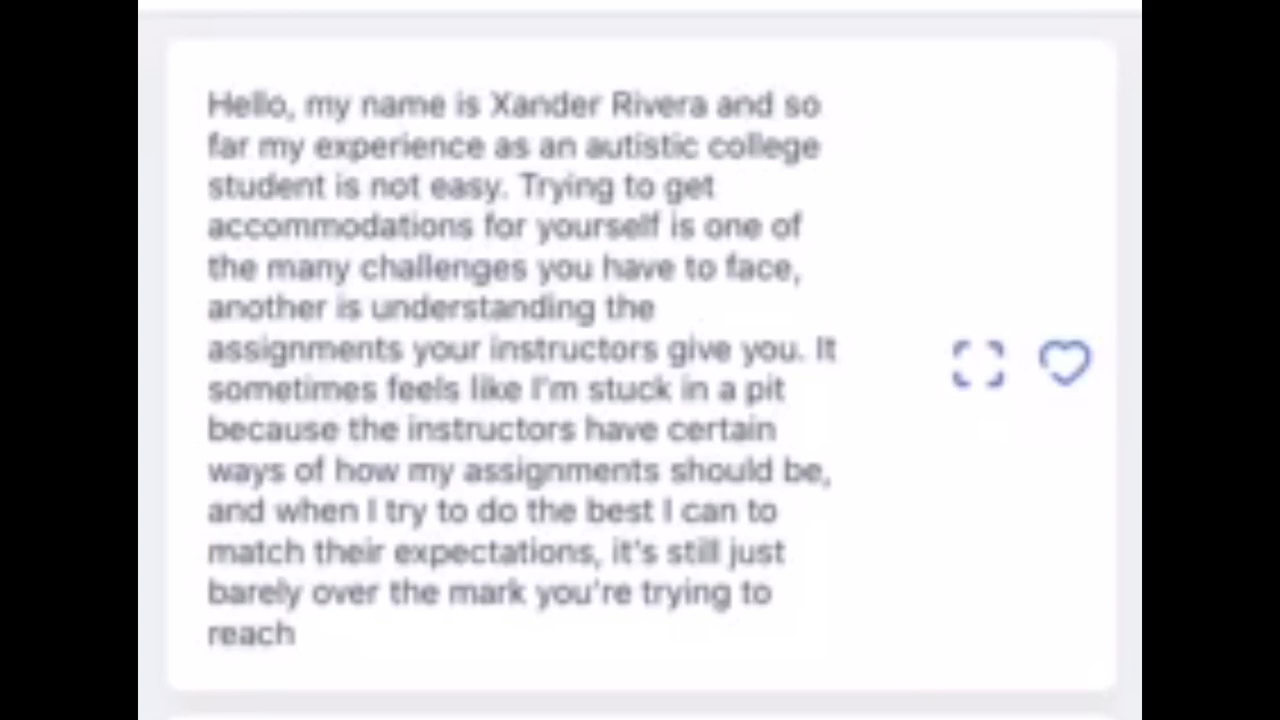 Hello, my name is Xander Rivera and so
far my experience as an autistic college
student is not easy. Trying to get
accommodations for yourself is one of
the many challenges you have to face,
another is understanding the
assignments your instructors give you. It
sometimes feels like I'm stuck in a pit
because the instructors have certain
ways of how my assignments should be,
and when I try to do the best I can to
match their expectations, it's still just
barely over the mark you're trying to
reach